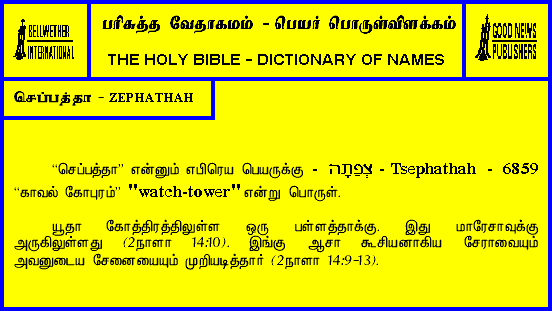 BELLWETHER
INTERNATIONAL
பரிசுத்த வேதாகமம் - பெயர் பொருள்விளக்கம்
THE HOLY BIBLE - DICTIONARY OF NAMES
GOOD NEWS
PUBLISHERS
செப்பத்தா - ZEPHATHAH
“செப்பத்தா” என்னும் எபிரெய பெயருக்கு - צְפַתָה - Tsephathah - 6859
“காவல் கோபுரம்” "watch-tower" என்று பொருள்.
யூதா கோத்திரத்திலுள்ள ஒரு பள்ளத்தாக்கு. இது மாரேசாவுக்கு
அருகிலுள்ளது (2நாளா 14:10). இங்கு ஆசா கூசியனாகிய சேராவையும்
அவனுடைய சேனையையும் முறியடித்தார் (2நாளா 14:9-13).